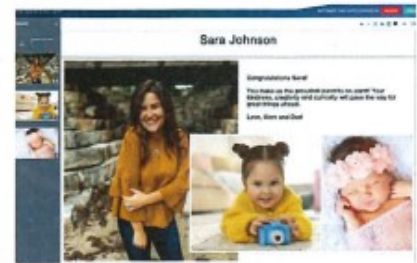 Sara Johnson
Congratulations Sara!
You make us the proudest parents on earth! Your
kindness, creativity and curiosity will pave the way for
great things ahead.
Love, Mom and Dad